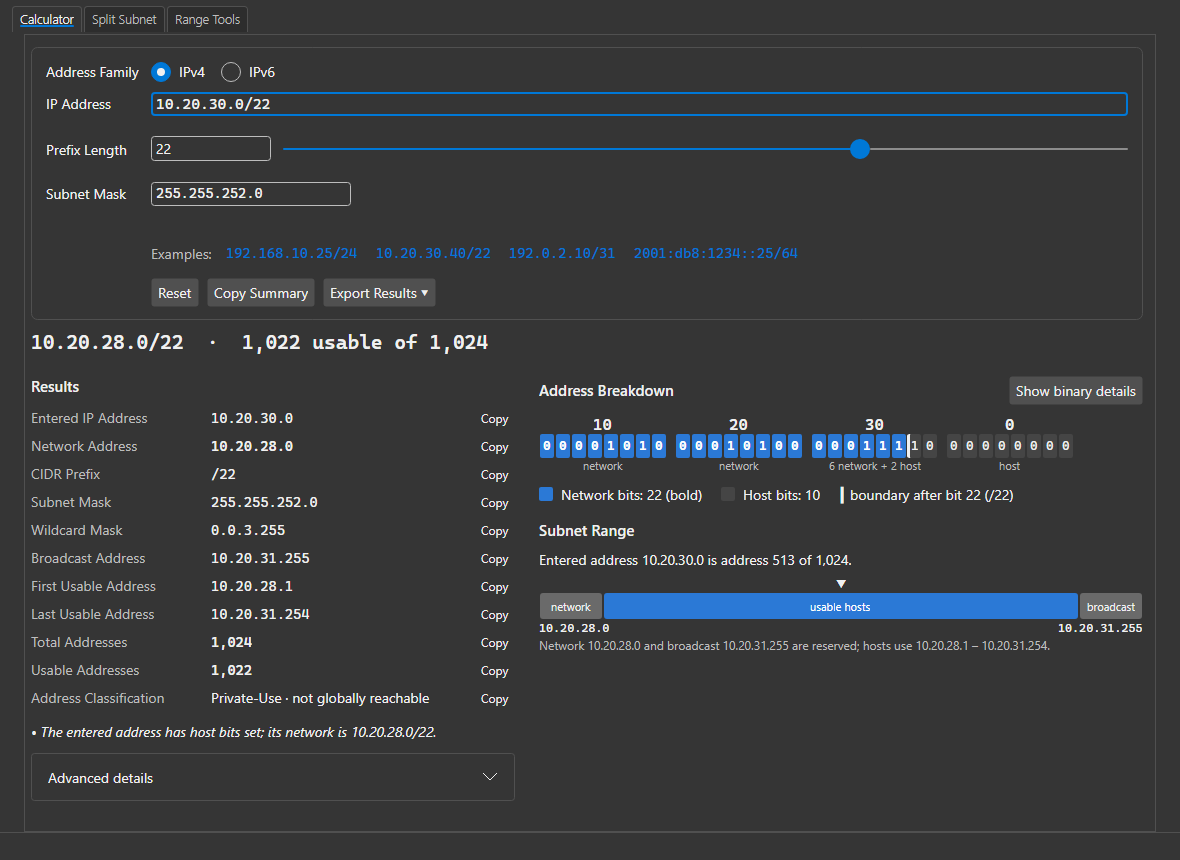 Calculator Split Subnet Range Tools
Address Family IPv4 IPv6
IP Address 10.20.30.0/22
Prefix Length 22
Subnet Mask 255.255.252.0
Examples: 192.168.10.25/24 10.20.30.40/22 192.0.2.10/31 2001:db8:1234::25/64
Reset Copy Summary Export Results ▾
10.20.28.0/22 · 1,022 usable of 1,024
Results
Entered IP Address 10.20.30.0 Copy
Network Address 10.20.28.0 Copy
CIDR Prefix /22 Copy
Subnet Mask 255.255.252.0 Copy
Wildcard Mask 0.0.3.255 Copy
Broadcast Address 10.20.31.255 Copy
First Usable Address 10.20.28.1 Copy
Last Usable Address 10.20.31.254 Copy
Total Addresses 1,024 Copy
Usable Addresses 1,022 Copy
Address Classification Private-Use · not globally reachable Copy
• The entered address has host bits set; its network is 10.20.28.0/22.
Advanced details
Address Breakdown Show binary details
10 20 30 0
0 0 0 0 1 0 1 0 0 0 0 1 0 1 0 0 0 0 0 1 1 1 1 0 0 0 0 0 0 0 0 0
network network 6 network + 2 host host
Network bits: 22 (bold) Host bits: 10 boundary after bit 22 (/22)
Subnet Range
Entered address 10.20.30.0 is address 513 of 1,024.
network usable hosts broadcast
10.20.28.0 10.20.31.255
Network 10.20.28.0 and broadcast 10.20.31.255 are reserved; hosts use 10.20.28.1 – 10.20.31.254.